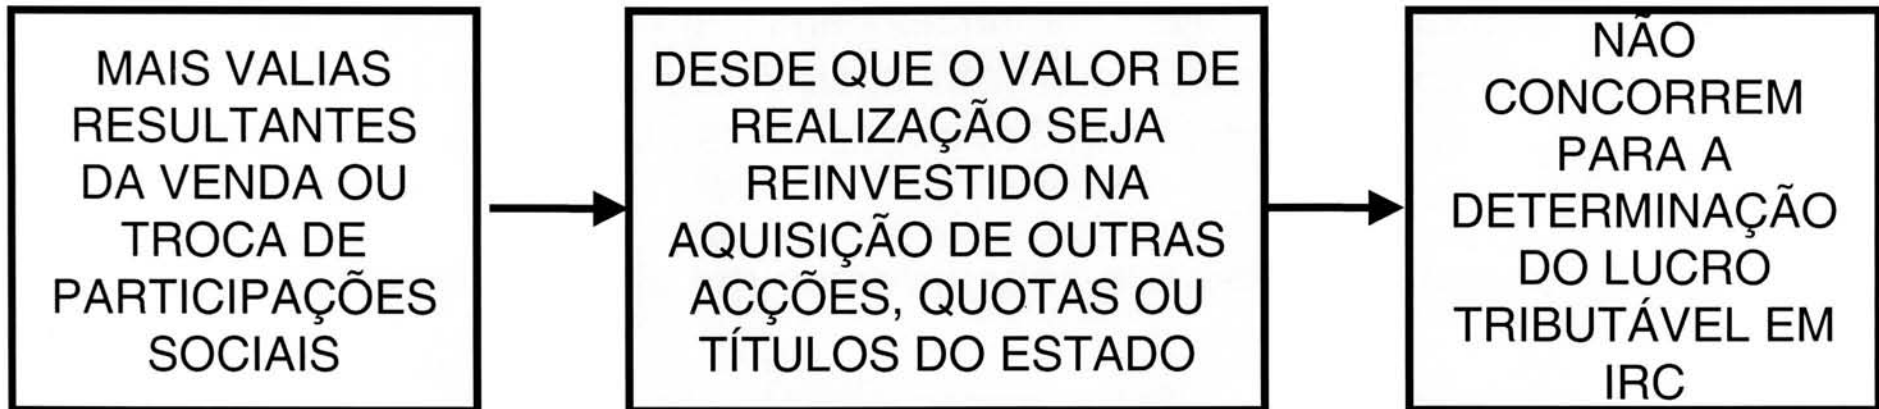 MAIS VALIAS
RESULTANTES
DA VENDA OU
TROCA DE
PARTICIPAÇÕES
SOCIAIS
DESDE QUE O VALOR DE
REALIZAÇÃO SEJA
REINVESTIDO NA
AQUISIÇÃO DE OUTRAS
ACÇÕES, QUOTAS OU
TÍTULOS DO ESTADO
NÃO
CONCORREM
PARA A
DETERMINAÇÃO
DO LUCRO
TRIBUTÁVEL EM
IRC